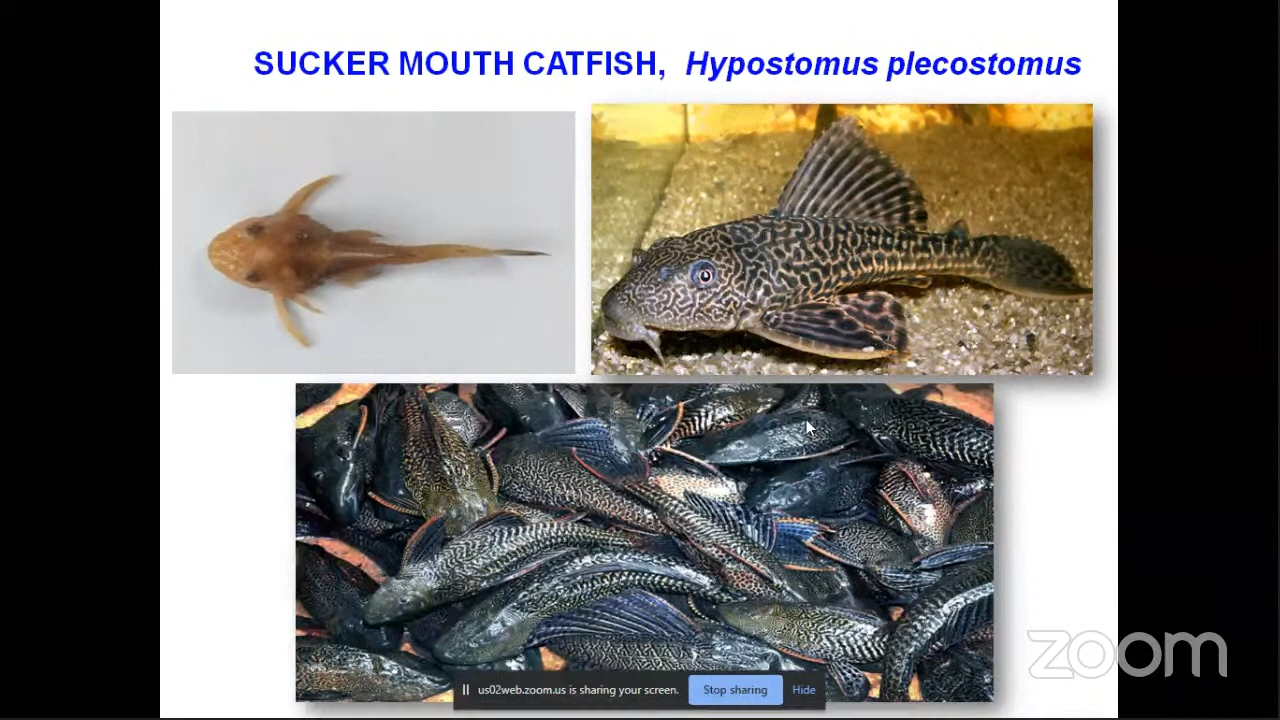 SUCKER MOUTH CATFISH, Hypostomus plecostomus
us02web.zoom.us is sharing your screen. Stop sharing Hide
zoom